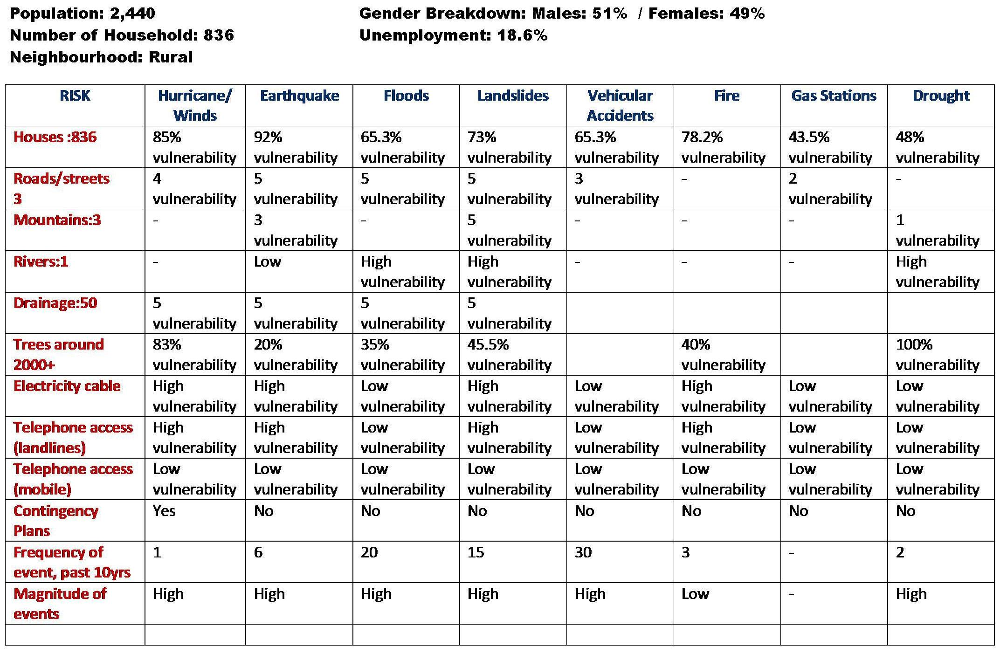 Population: 2,440 Gender Breakdown: Males: 51% / Females: 49%
Number of Household: 836 Unemployment: 18.6%
Neighbourhood: Rural
RISK Hurricane/ Earthquake Floods Landslides Vehicular Fire Gas Stations Drought
Winds Accidents
Houses :836 85% 92% 65.3% 73% 65.3% 78.2% 43.5% 48%
vulnerability vulnerability vulnerability vulnerability vulnerability vulnerability vulnerability vulnerability
Roads/streets 4 5 5 5 3 - 2 -
3 vulnerability vulnerability vulnerability vulnerability vulnerability vulnerability
Mountains:3 - 3 - 5 - - - 1
vulnerability vulnerability vulnerability
Rivers:1 - Low High High - - - High
vulnerability vulnerability vulnerability
Drainage:50 5 5 5 5
vulnerability vulnerability vulnerability vulnerability
Trees around 83% 20% 35% 45.5% 40% 100%
2000+ vulnerability vulnerability vulnerability vulnerability vulnerability vulnerability
Electricity cable High High Low High Low High Low Low
vulnerability vulnerability vulnerability vulnerability vulnerability vulnerability vulnerability vulnerability
Telephone access High High Low High Low High Low Low
(landlines) vulnerability vulnerability vulnerability vulnerability vulnerability vulnerability vulnerability vulnerability
Telephone access Low Low Low Low Low Low Low Low
(mobile) vulnerability vulnerability vulnerability vulnerability vulnerability vulnerability vulnerability vulnerability
Contingency Yes No No No No No No No
Plans
Frequency of 1 6 20 15 30 3 - 2
event, past 10yrs
Magnitude of High High High High High Low - High
events